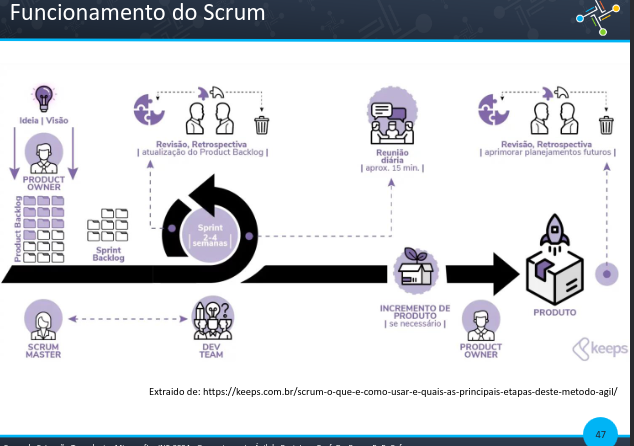 Funcionamento do Scrum
Ideia | Visão
PRODUCT
OWNER
Product Backlog
Sprint
Backlog
Revisão, Retrospectiva
| atualização do Product Backlog |
Sprint
2-4
semanas
Reunião
diária
| aprox. 15 min. |
Revisão, Retrospectiva
| aprimorar planejamentos futuros |
INCREMENTO DE
PRODUTO
| se necessário |
PRODUCT
OWNER
PRODUTO
SCRUM
MASTER
DEV
TEAM
keeps
Extraido de: https://keeps.com.br/scrum-o-que-e-como-usar-e-quais-as-principais-etapas-deste-metodo-agil/
47